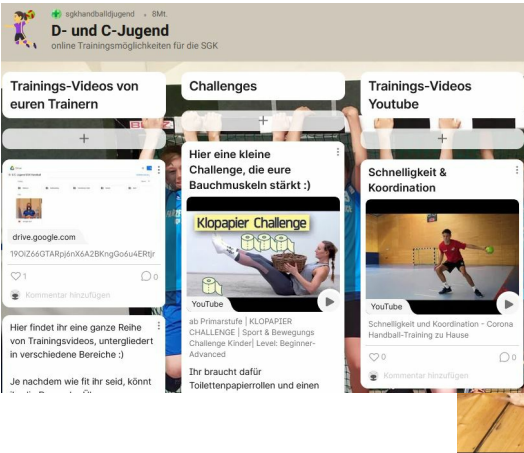 sgkhandballdjugend • 8Mt.
D- und C-Jugend
online Trainingsmöglichkeiten für die SGK
Trainings-Videos von
euren Trainern
+
drive.google.com
1
0
Kommentar hinzufügen
Hier findet ihr eine ganze Reihe
von Trainingsvideos, untergliedert
in verschiedene Bereiche :)
Je nachdem wie fit ihr seid, könnt
Challenges
+
Hier eine kleine
Challenge, die eure
Bauchmuskeln stärkt :)
Klopapier Challenge
YouTube
ab Primarstufe | KLOPAPIER
CHALLENGE | Sport & Bewegungs
Challenge Kinder| Level: Beginner-
Advanced
Ihr braucht dafür
Toilettenpapierrollen und einen
Trainings-Videos
Youtube
+
Schnelligkeit &
Koordination
YouTube
Schnelligkeit und Koordination - Corona
Handball-Training zu Hause
0
0
Kommentar hinzufügen